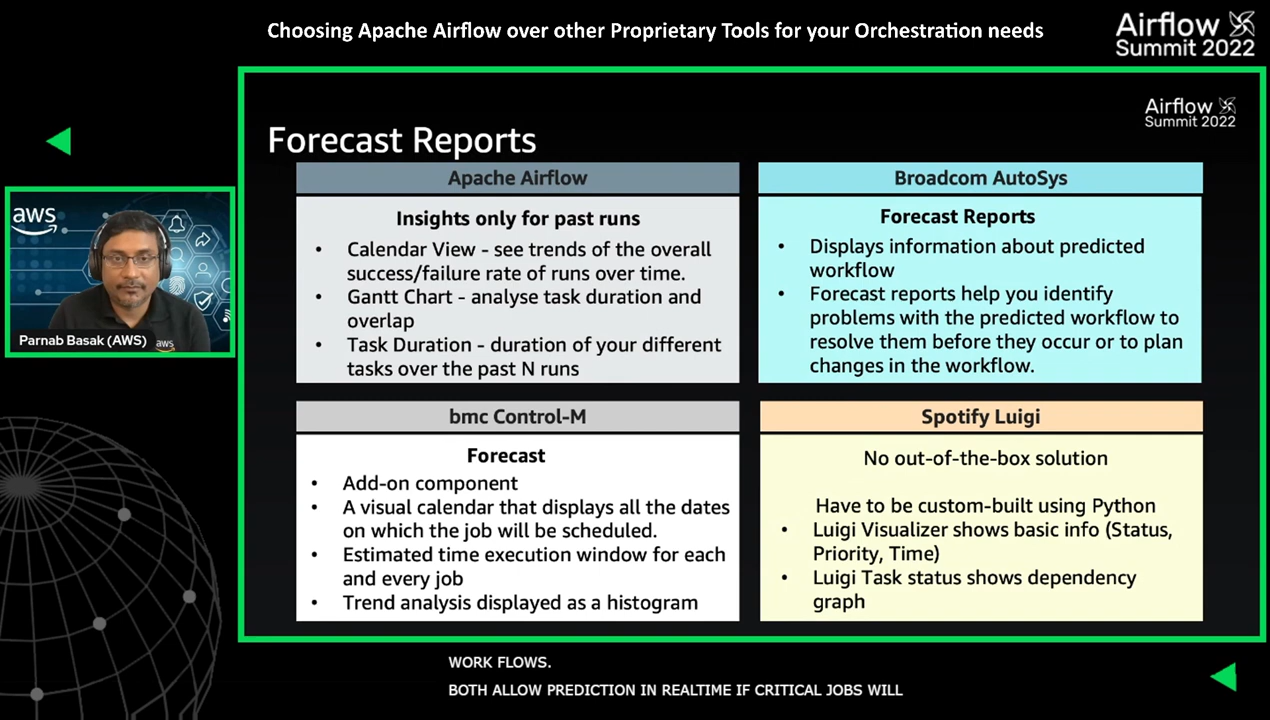 Choosing Apache Airflow over other Proprietary Tools for your Orchestration needs
Airflow
Summit 2022
Airflow
Summit 2022
Forecast Reports
Apache Airflow
Insights only for past runs
• Calendar View - see trends of the overall
success/failure rate of runs over time.
• Gantt Chart - analyse task duration and
overlap
• Task Duration - duration of your different
tasks over the past N runs
Broadcom AutoSys
Forecast Reports
• Displays information about predicted
workflow
• Forecast reports help you identify
problems with the predicted workflow to
resolve them before they occur or to plan
changes in the workflow.
aws
Parnab Basak (AWS)
aws
bmc Control-M
Forecast
• Add-on component
• A visual calendar that displays all the dates
on which the job will be scheduled.
• Estimated time execution window for each
and every job
• Trend analysis displayed as a histogram
Spotify Luigi
No out-of-the-box solution
Have to be custom-built using Python
• Luigi Visualizer shows basic info (Status,
Priority, Time)
• Luigi Task status shows dependency
graph
WORK FLOWS.
BOTH ALLOW PREDICTION IN REALTIME IF CRITICAL JOBS WILL